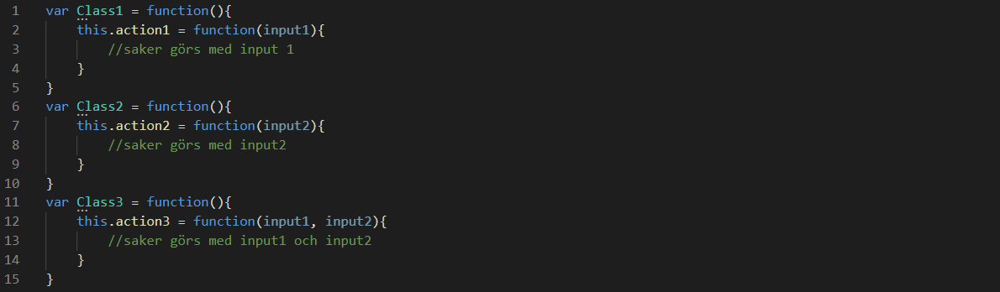 1 var Class1 = function(){
2 this.action1 = function(input1){
3 //saker görs med input 1
4 }
5 }
6 var Class2 = function(){
7 this.action2 = function(input2){
8 //saker görs med input2
9 }
10 }
11 var Class3 = function(){
12 this.action3 = function(input1, input2){
13 //saker görs med input1 och input2
14 }
15 }